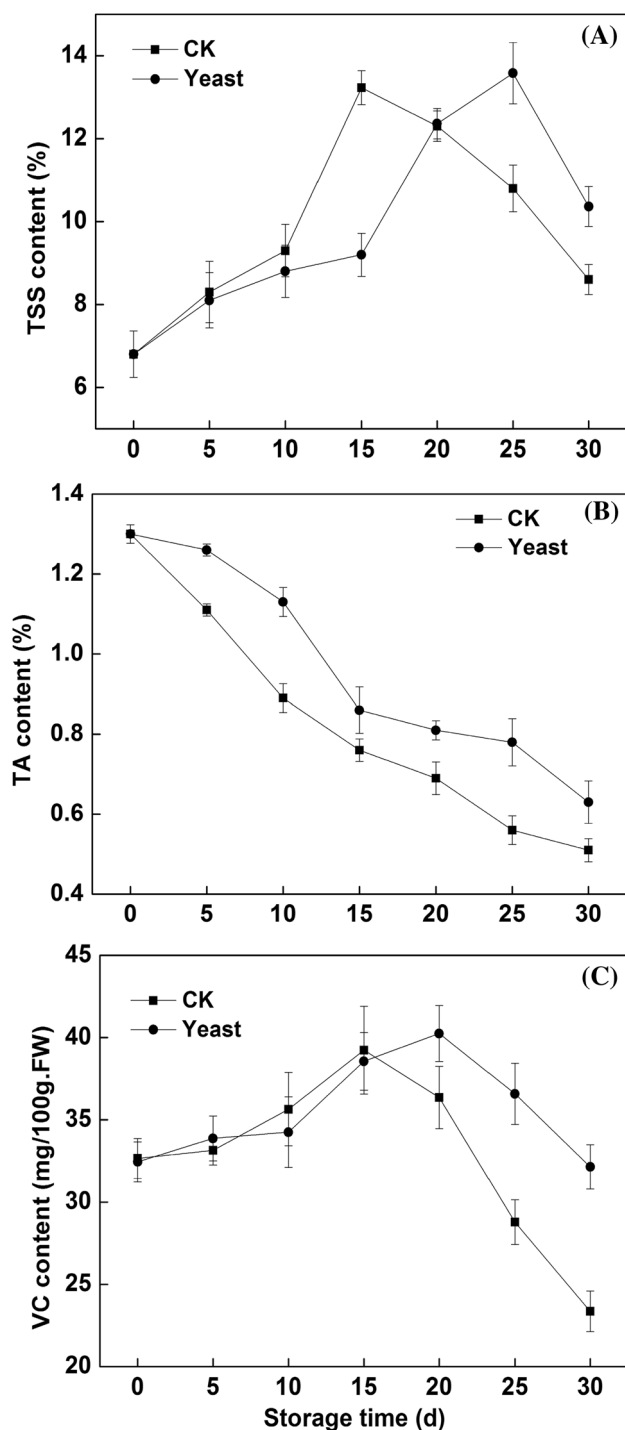 (A)
CK
Yeast
TSS content (%)
14
12
10
8
6
0 5 10 15 20 25 30
(B)
CK
Yeast
TA content (%)
1.4
1.2
1.0
0.8
0.6
0.4
0 5 10 15 20 25 30
(C)
CK
Yeast
VC content (mg/100g.FW)
45
40
35
30
25
20
0 5 10 15 20 25 30
Storage time (d)